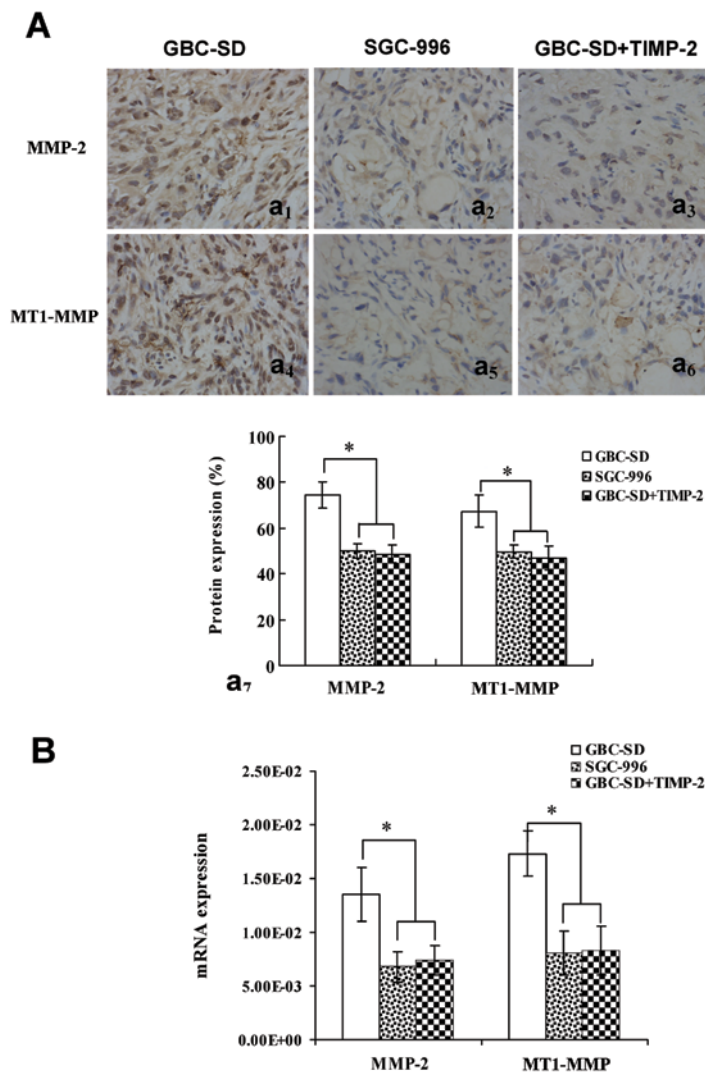 A
GBC-SD SGC-996 GBC-SD+TIMP-2
MMP-2
a1 a2 a3
MT1-MMP
a4 a5 a6
100
80
60
40
20
0
Protein expression (%)
* *
GBC-SD
SGC-996
GBC-SD+TIMP-2
a7
MMP-2 MT1-MMP
B
GBC-SD
SGC-996
GBC-SD+TIMP-2
2.50E-02
2.00E-02
1.50E-02
1.00E-02
5.00E-03
0.00E+00
mRNA expression
* *
MMP-2 MT1-MMP